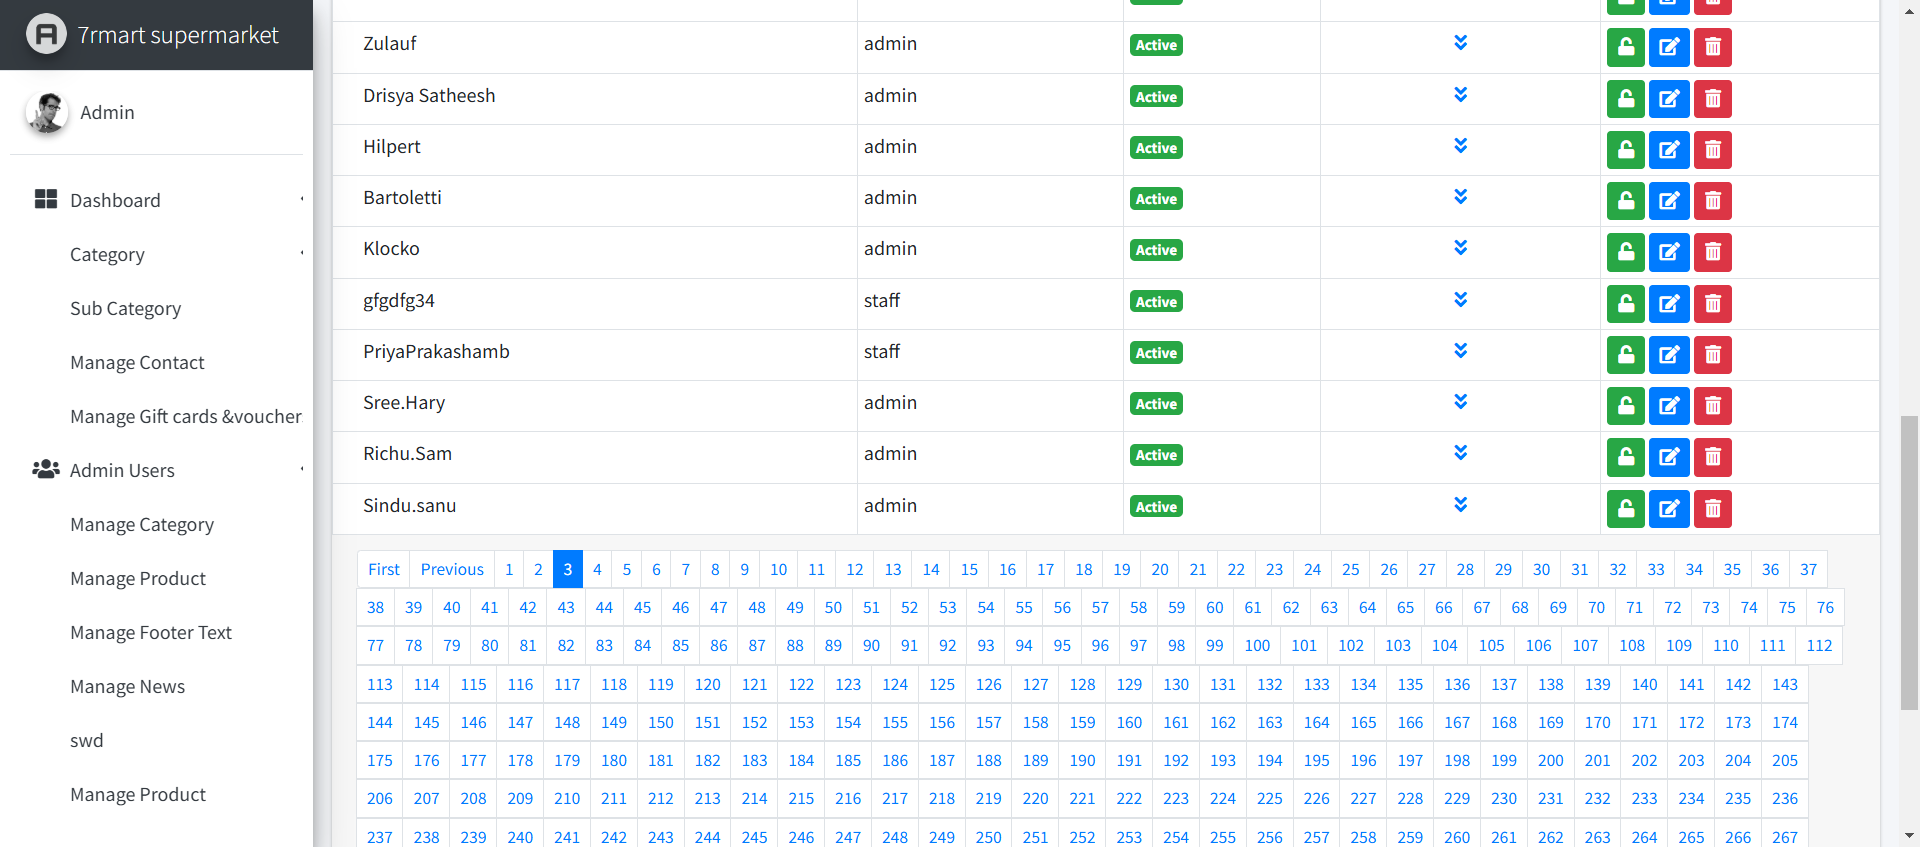 7rmart supermarket
Admin
Dashboard
Category
Sub Category
Manage Contact
Manage Gift cards &voucher
Admin Users
Manage Category
Manage Product
Manage Footer Text
Manage News
swd
Manage Product
Zulauf admin Active
Drisya Satheesh admin Active
Hilpert admin Active
Bartoletti admin Active
Klocko admin Active
gfgdfg34 staff Active
PriyaPrakashamb staff Active
Sree.Hary admin Active
Richu.Sam admin Active
Sindu.sanu admin Active
First Previous 1 2 3 4 5 6 7 8 9 10 11 12 13 14 15 16 17 18 19 20 21 22 23 24 25 26 27 28 29 30 31 32 33 34 35 36 37
38 39 40 41 42 43 44 45 46 47 48 49 50 51 52 53 54 55 56 57 58 59 60 61 62 63 64 65 66 67 68 69 70 71 72 73 74 75 76
77 78 79 80 81 82 83 84 85 86 87 88 89 90 91 92 93 94 95 96 97 98 99 100 101 102 103 104 105 106 107 108 109 110 111 112
113 114 115 116 117 118 119 120 121 122 123 124 125 126 127 128 129 130 131 132 133 134 135 136 137 138 139 140 141 142 143
144 145 146 147 148 149 150 151 152 153 154 155 156 157 158 159 160 161 162 163 164 165 166 167 168 169 170 171 172 173 174
175 176 177 178 179 180 181 182 183 184 185 186 187 188 189 190 191 192 193 194 195 196 197 198 199 200 201 202 203 204 205
206 207 208 209 210 211 212 213 214 215 216 217 218 219 220 221 222 223 224 225 226 227 228 229 230 231 232 233 234 235 236
237 238 239 240 241 242 243 244 245 246 247 248 249 250 251 252 253 254 255 256 257 258 259 260 261 262 263 264 265 266 267